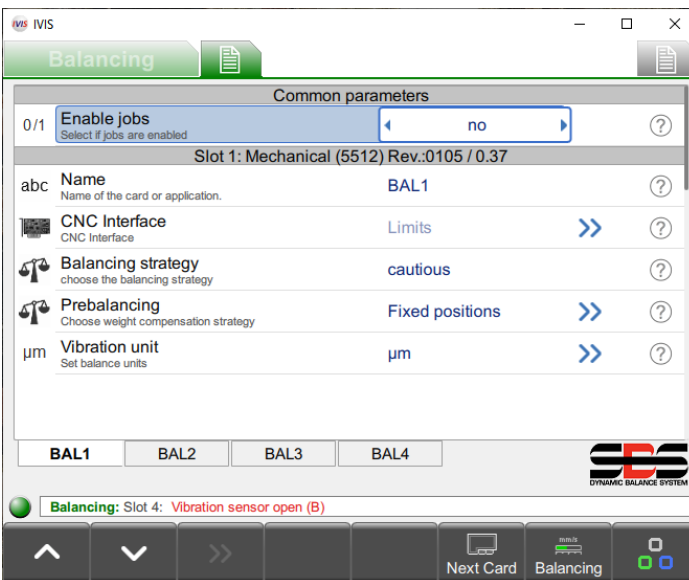 IVIS IVIS
Balancing
Common parameters
0/1 Enable jobs no ?
Select if jobs are enabled
Slot 1: Mechanical (5512) Rev.:0105 / 0.37
abc Name BAL1 ?
Name of the card or application.
CNC Interface Limits ?
CNC Interface
Balancing strategy cautious ?
choose the balancing strategy
Prebalancing Fixed positions ?
Choose weight compensation strategy
µm Vibration unit µm ?
Set balance units
BAL1 BAL2 BAL3 BAL4
SBS
DYNAMIC BALANCE SYSTEM
Balancing: Slot 4: Vibration sensor open (B)
mm/s
Next Card Balancing